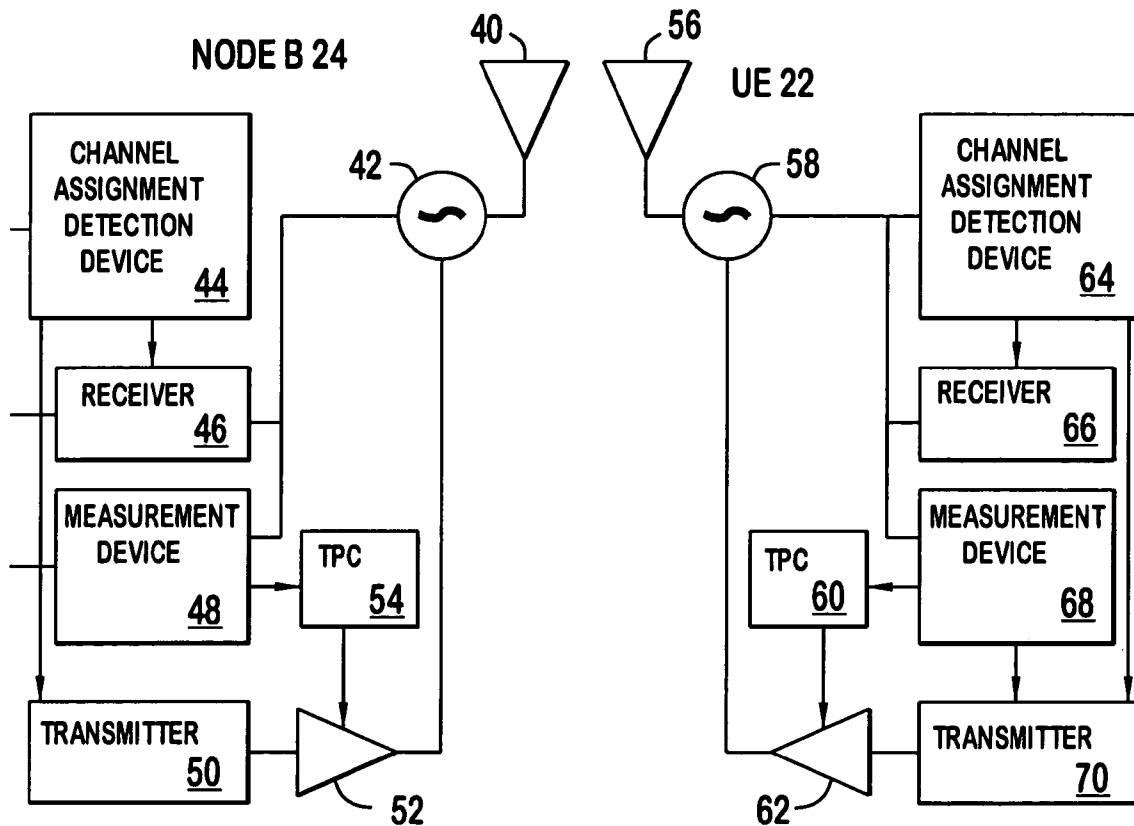 NODE B 24
40
56
UE 22
CHANNEL
ASSIGNMENT
DETECTION
DEVICE
44
42
58
CHANNEL
ASSIGNMENT
DETECTION
DEVICE
64
RECEIVER
46
RECEIVER
66
MEASUREMENT
DEVICE
48
TPC
54
TPC
60
MEASUREMENT
DEVICE
68
TRANSMITTER
50
52
62
TRANSMITTER
70